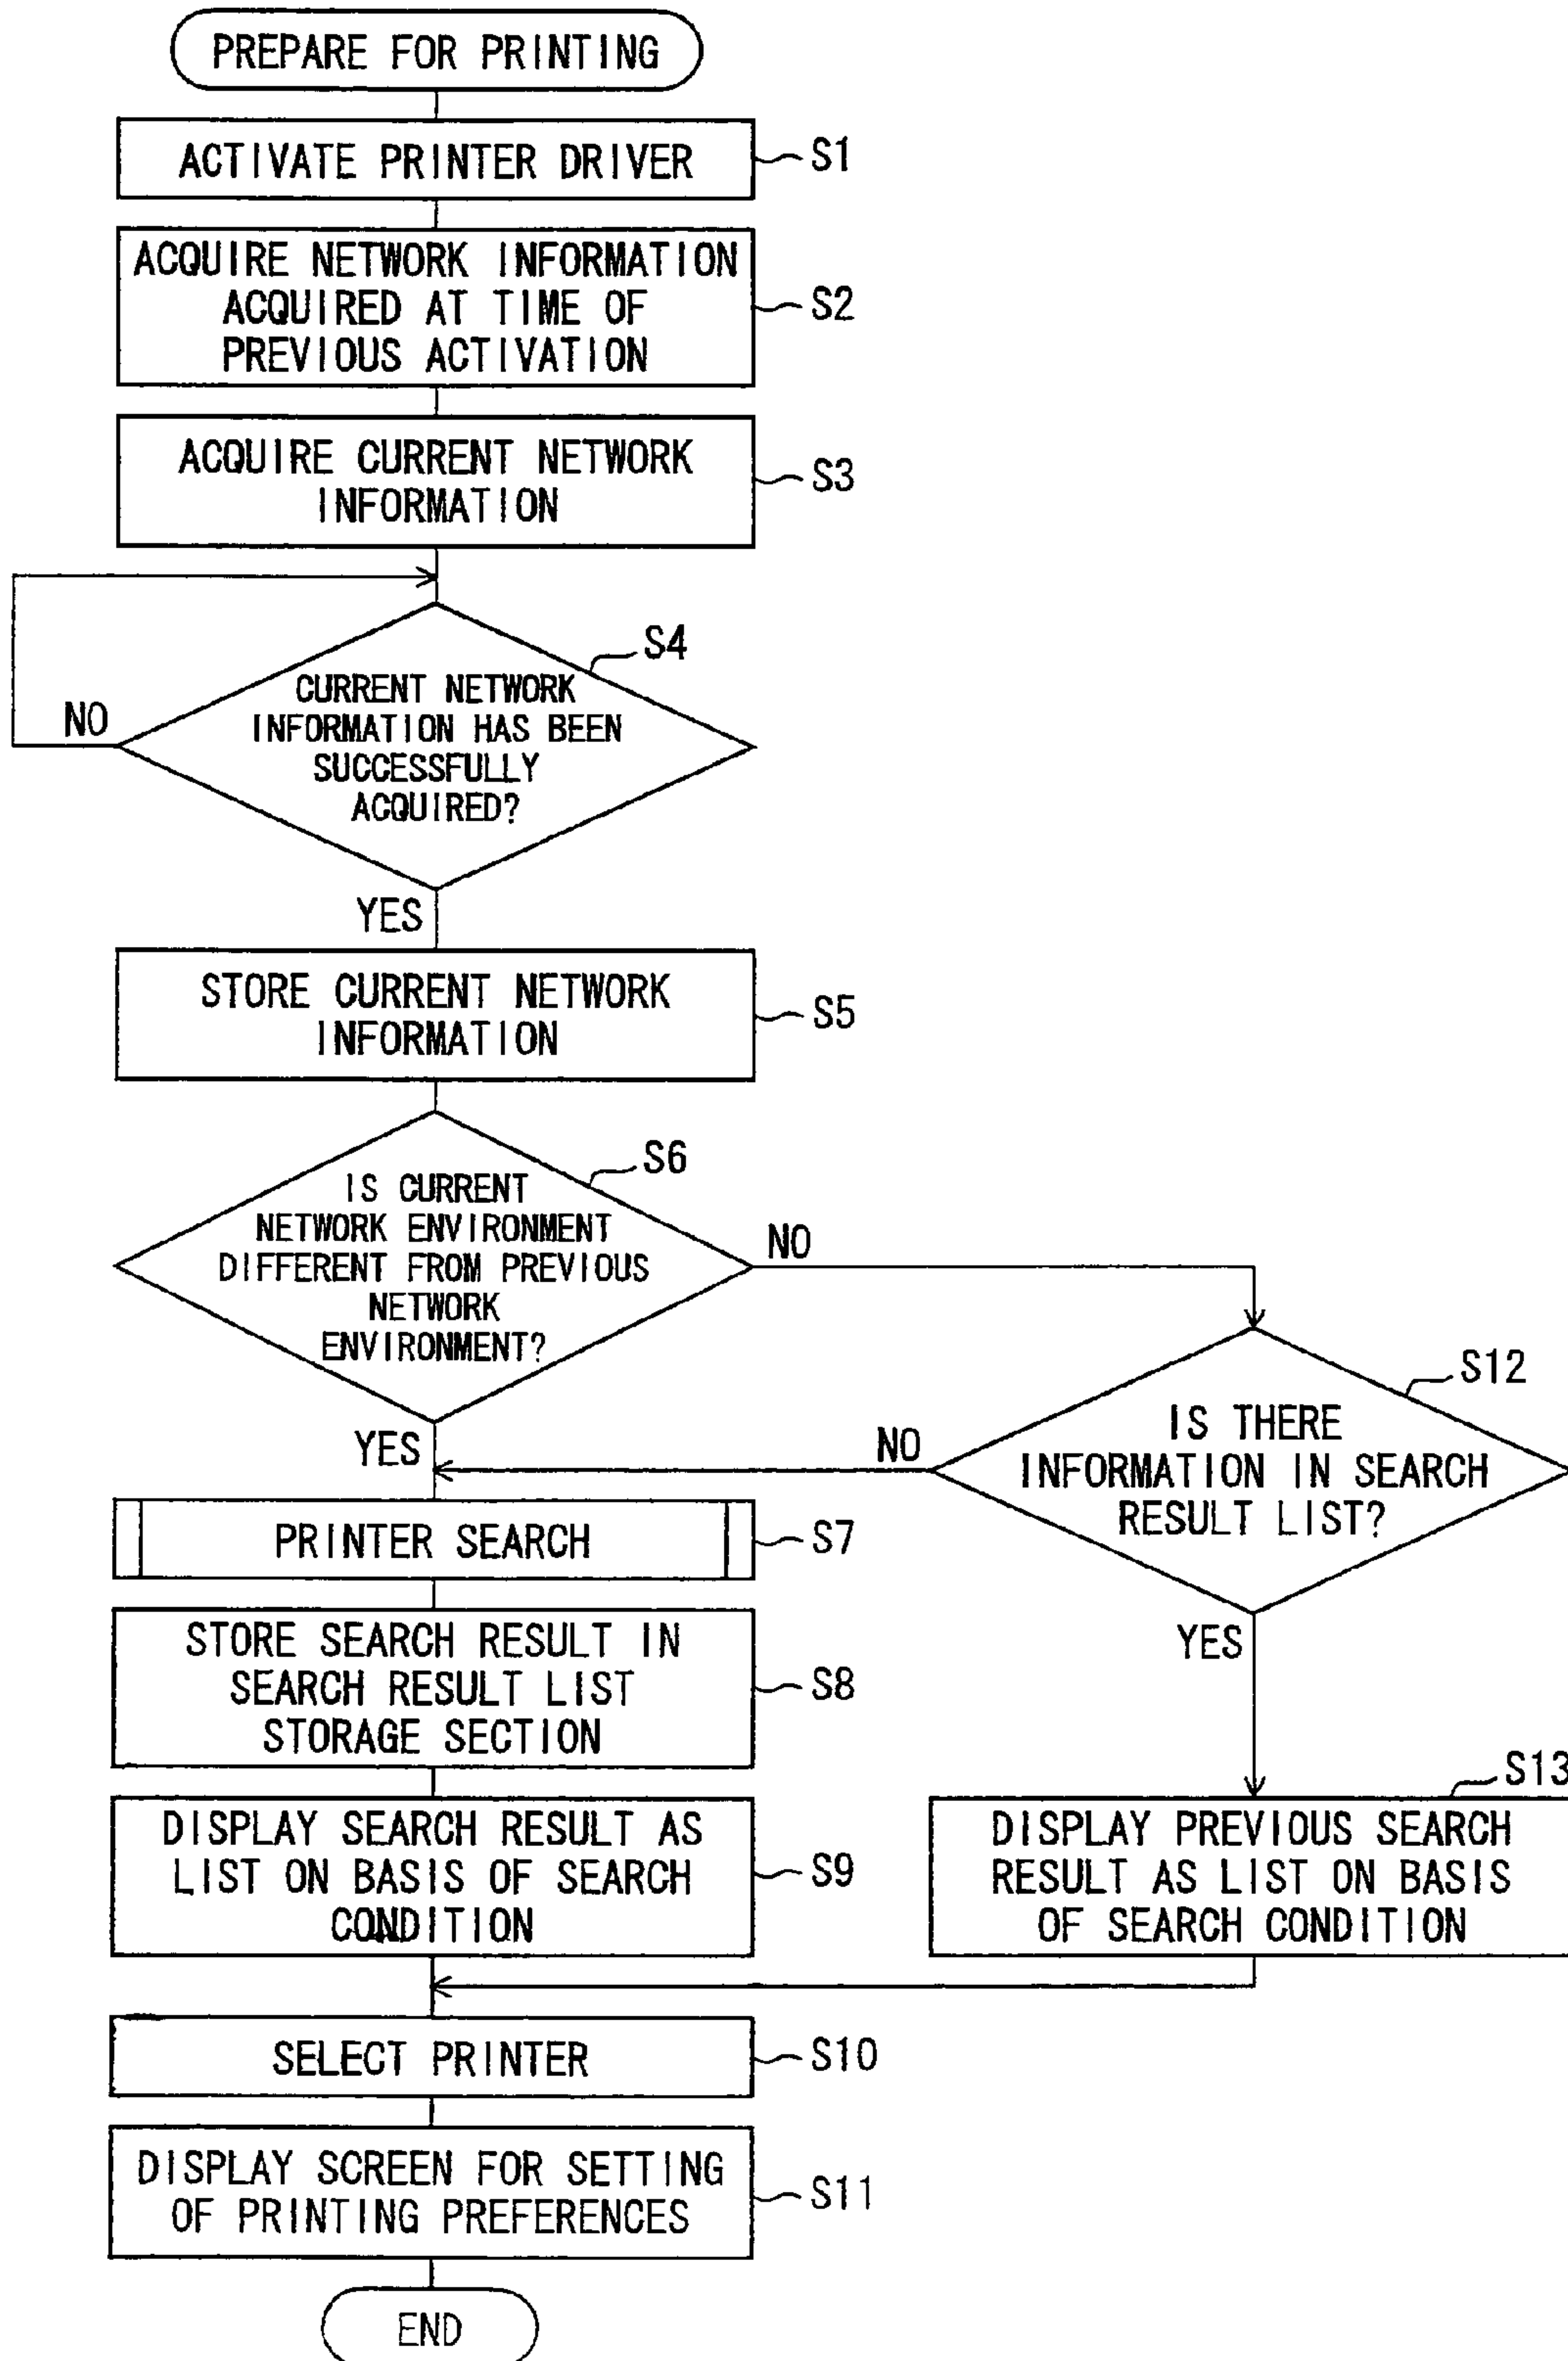 PREPARE FOR PRINTING
ACTIVATE PRINTER DRIVER
S1
ACQUIRE NETWORK INFORMATION
ACQUIRED AT TIME OF
PREVIOUS ACTIVATION
S2
ACQUIRE CURRENT NETWORK
INFORMATION
S3
S4
CURRENT NETWORK
INFORMATION HAS BEEN
SUCCESSFULLY
ACQUIRED?
NO
YES
STORE CURRENT NETWORK
INFORMATION
S5
S6
IS CURRENT
NETWORK ENVIRONMENT
DIFFERENT FROM PREVIOUS
NETWORK
ENVIRONMENT?
NO
YES
S12
IS THERE
INFORMATION IN SEARCH
RESULT LIST?
NO
YES
PRINTER SEARCH
S7
STORE SEARCH RESULT IN
SEARCH RESULT LIST
STORAGE SECTION
S8
DISPLAY SEARCH RESULT AS
LIST ON BASIS OF SEARCH
CONDITION
S9
S13
DISPLAY PREVIOUS SEARCH
RESULT AS LIST ON BASIS
OF SEARCH CONDITION
SELECT PRINTER
S10
DISPLAY SCREEN FOR SETTING
OF PRINTING PREFERENCES
S11
END